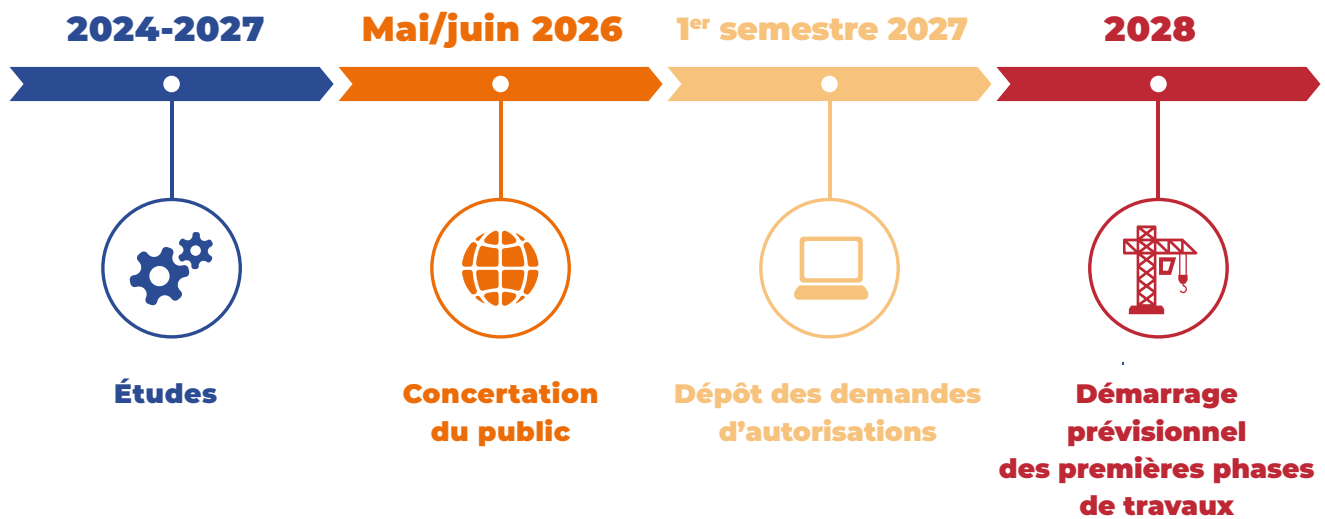 2024-2027
Mai/juin 2026
1er semestre 2027
2028
Études
Concertation
du public
Dépôt des demandes
d’autorisations
Démarrage
prévisionnel
des premières phases
de travaux